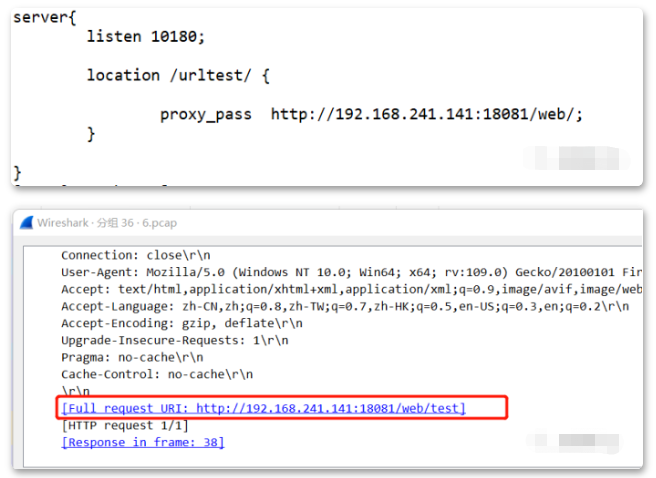 server{
listen 10180;
location /urltest/ {
proxy_pass http://192.168.241.141:18081/web/;
}
}
Wireshark · 分组 36 · 6.pcap
Connection: close\r\n
User-Agent: Mozilla/5.0 (Windows NT 10.0; Win64; x64; rv:109.0) Gecko/20100101 Fir
Accept: text/html,application/xhtml+xml,application/xml;q=0.9,image/avif,image/web
Accept-Language: zh-CN,zh;q=0.8,zh-TW;q=0.7,zh-HK;q=0.5,en-US;q=0.3,en;q=0.2\r\n
Accept-Encoding: gzip, deflate\r\n
Upgrade-Insecure-Requests: 1\r\n
Pragma: no-cache\r\n
Cache-Control: no-cache\r\n
\r\n
[Full request URI: http://192.168.241.141:18081/web/test]
[HTTP request 1/1]
[Response in frame: 38]